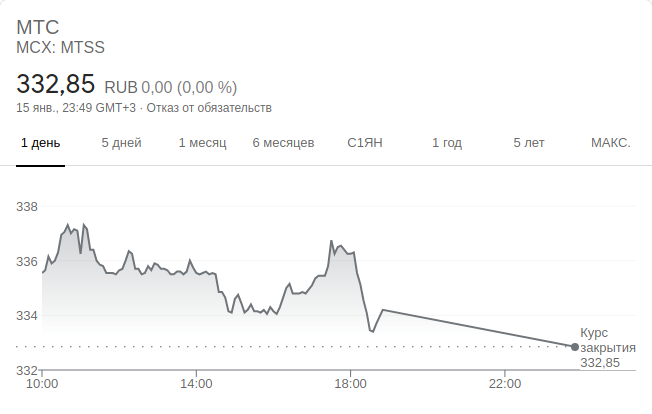 МТС
MCX: MTSS
332,85 RUB 0,00 (0,00 %)
15 янв., 23:49 GMT+3 · Отказ от обязательств
1 день 5 дней 1 месяц 6 месяцев С1ЯН 1 год 5 лет МАКС.
338
336
334
332
Курс
закрытия
332,85
10:00 14:00 18:00 22:00